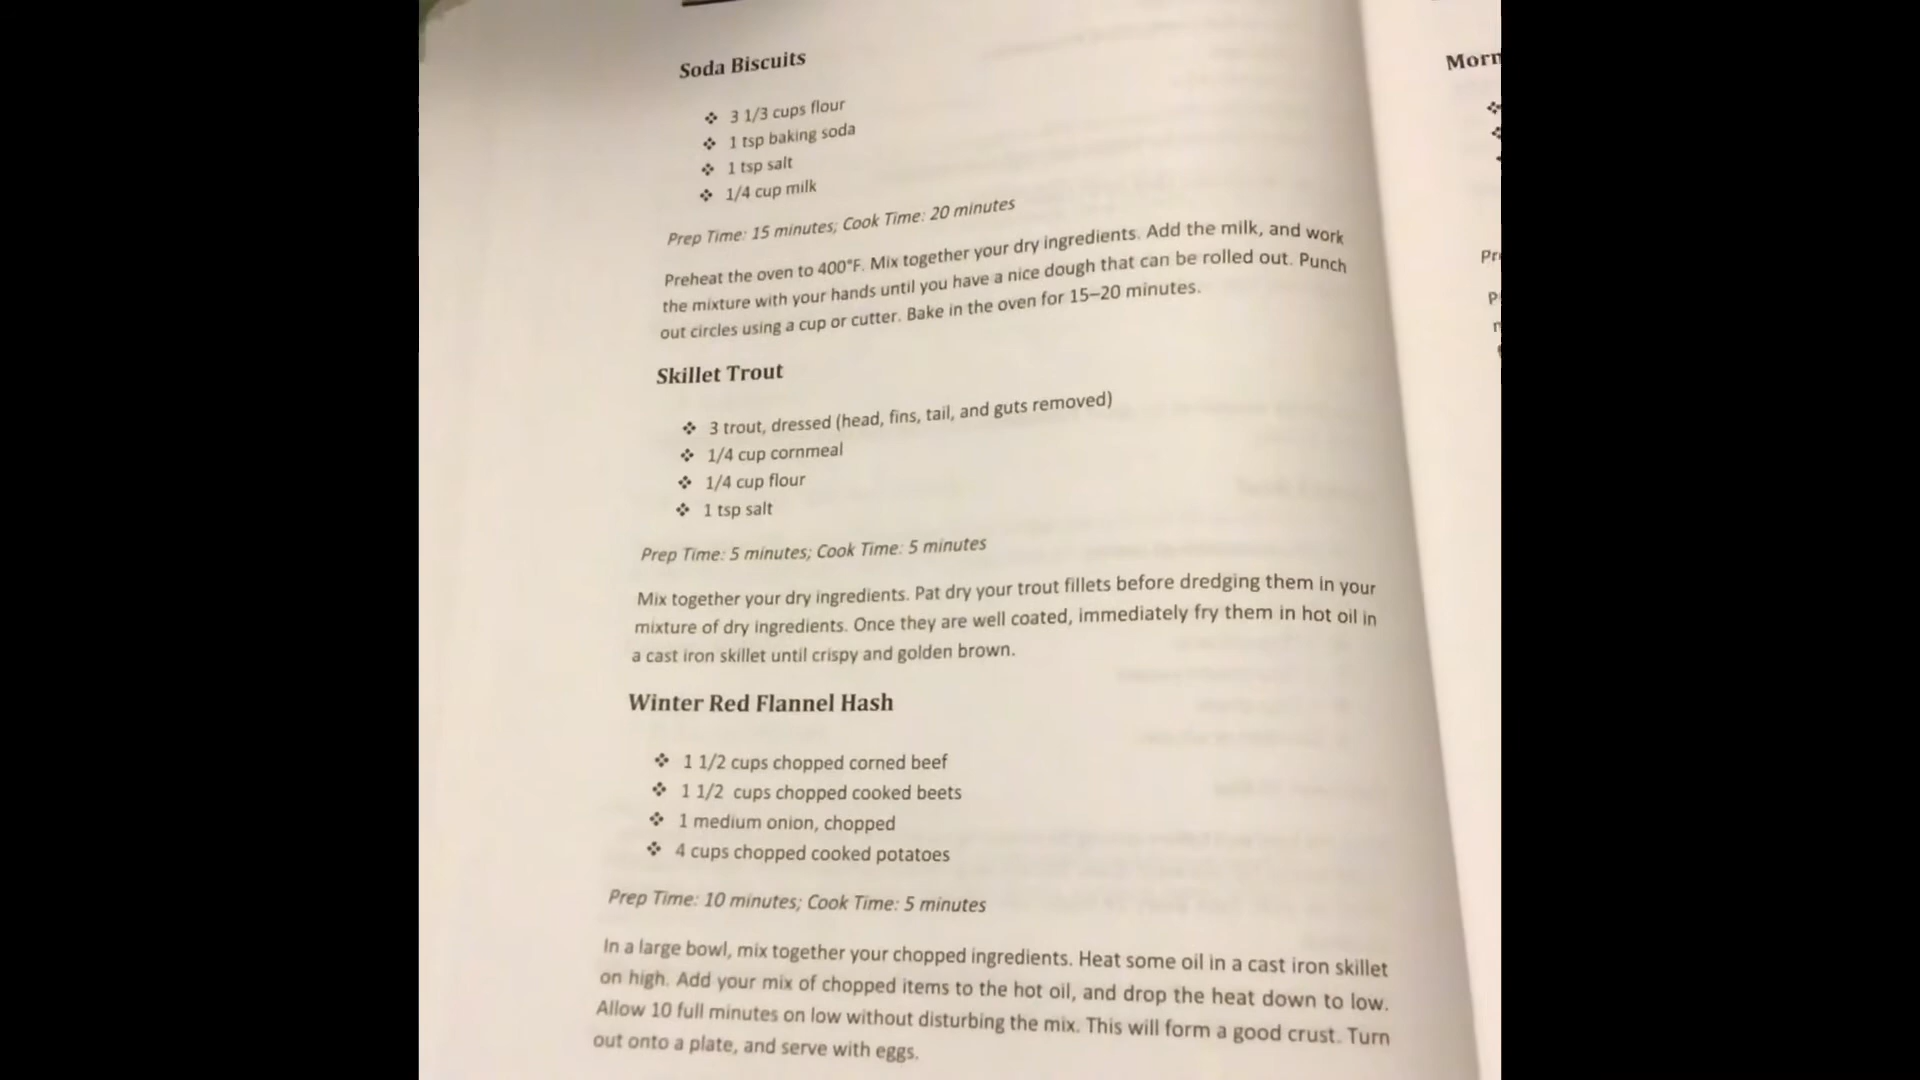 Soda Biscuits
❖ 3 1/3 cups flour
❖ 1 tsp baking soda
❖ 1 tsp salt
❖ 1/4 cup milk
Prep Time: 15 minutes; Cook Time: 20 minutes
Preheat the oven to 400°F. Mix together your dry ingredients. Add the milk, and work
the mixture with your hands until you have a nice dough that can be rolled out. Punch
out circles using a cup or cutter. Bake in the oven for 15–20 minutes.
Skillet Trout
❖ 3 trout, dressed (head, fins, tail, and guts removed)
❖ 1/4 cup cornmeal
❖ 1/4 cup flour
❖ 1 tsp salt
Prep Time: 5 minutes; Cook Time: 5 minutes
Mix together your dry ingredients. Pat dry your trout fillets before dredging them in your
mixture of dry ingredients. Once they are well coated, immediately fry them in hot oil in
a cast iron skillet until crispy and golden brown.
Winter Red Flannel Hash
❖ 1 1/2 cups chopped corned beef
❖ 1 1/2 cups chopped cooked beets
❖ 1 medium onion, chopped
❖ 4 cups chopped cooked potatoes
Prep Time: 10 minutes; Cook Time: 5 minutes
In a large bowl, mix together your chopped ingredients. Heat some oil in a cast iron skillet
on high. Add your mix of chopped items to the hot oil, and drop the heat down to low.
Allow 10 full minutes on low without disturbing the mix. This will form a good crust. Turn
out onto a plate, and serve with eggs.